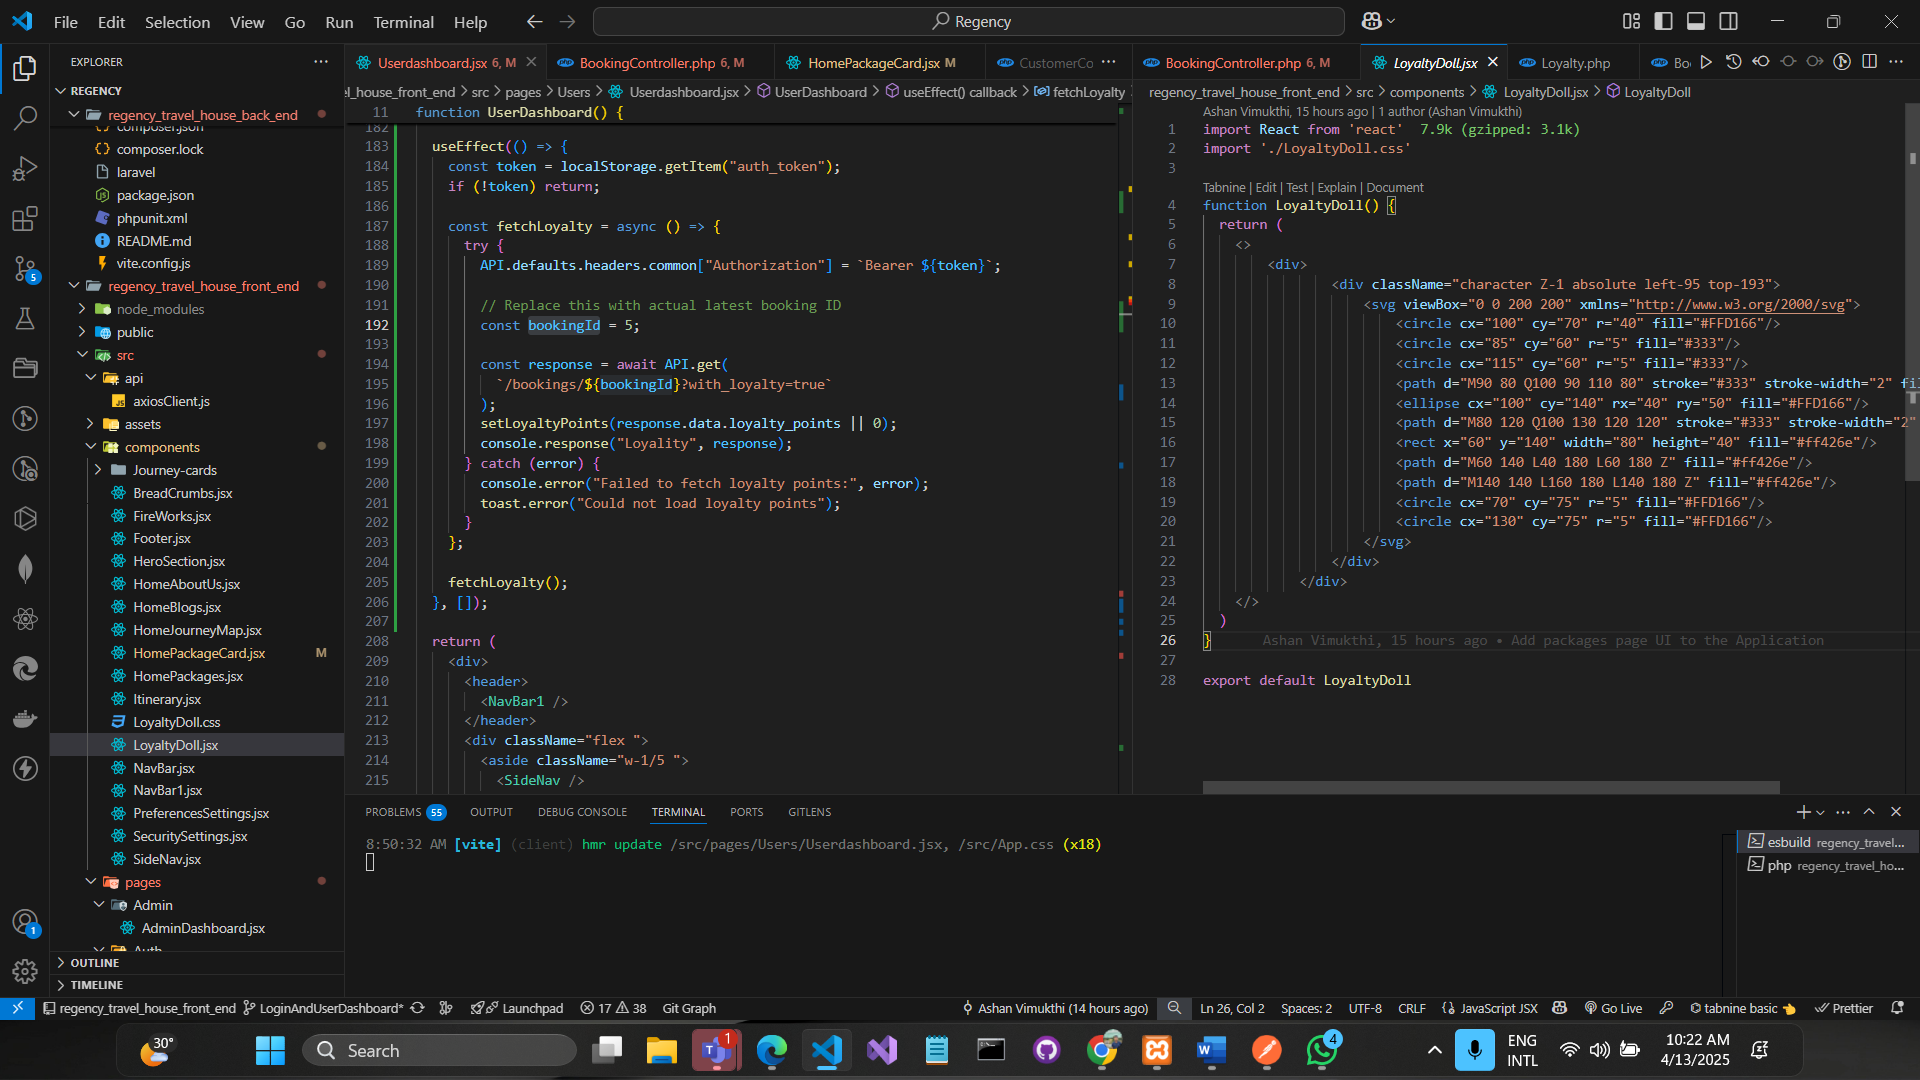 File Edit Selection View Go Run Terminal Help
Regency
EXPLORER
REGENCY
regency_travel_house_back_end
composer.json
composer.lock
laravel
package.json
phpunit.xml
README.md
vite.config.js
regency_travel_house_front_end
node_modules
public
src
api
axiosClient.js
assets
components
Journey-cards
BreadCrumbs.jsx
FireWorks.jsx
Footer.jsx
HeroSection.jsx
HomeAboutUs.jsx
HomeBlogs.jsx
HomeJourneyMap.jsx
HomePackageCard.jsx M
HomePackages.jsx
Itinerary.jsx
LoyaltyDoll.css
LoyaltyDoll.jsx
NavBar.jsx
NavBar1.jsx
PreferencesSettings.jsx
SecuritySettings.jsx
SideNav.jsx
pages
Admin
AdminDashboard.jsx
Auth
OUTLINE
TIMELINE
5
1
Userdashboard.jsx 6, M
BookingController.php 6, M
HomePackageCard.jsx M
CustomerCo
el_house_front_end > src > pages > Users > Userdashboard.jsx > UserDashboard > useEffect() callback > fetchLoyalty
11 function UserDashboard() {
182
183 useEffect(() => {
184 const token = localStorage.getItem("auth_token");
185 if (!token) return;
186
187 const fetchLoyalty = async () => {
188 try {
189 API.defaults.headers.common["Authorization"] = `Bearer ${token}`;
190
191 // Replace this with actual latest booking ID
192 const bookingId = 5;
193
194 const response = await API.get(
195 `/bookings/${bookingId}?with_loyalty=true`
196 );
197 setLoyaltyPoints(response.data.loyalty_points || 0);
198 console.response("Loyality", response);
199 } catch (error) {
200 console.error("Failed to fetch loyalty points:", error);
201 toast.error("Could not load loyalty points");
202 }
203 };
204
205 fetchLoyalty();
206 }, []);
207
208 return (
209 <div>
210 <header>
211 <NavBar1 />
212 </header>
213 <div className="flex ">
214 <aside className="w-1/5 ">
215 <SideNav />
BookingController.php 6, M
LoyaltyDoll.jsx
Loyalty.php
Bo
regency_travel_house_front_end > src > components > LoyaltyDoll.jsx > LoyaltyDoll
Ashan Vimukthi, 15 hours ago | 1 author (Ashan Vimukthi)
1 import React from 'react' 7.9k (gzipped: 3.1k)
2 import './LoyaltyDoll.css'
3
Tabnine | Edit | Test | Explain | Document
4 function LoyaltyDoll() {
5 return (
6 <>
7 <div>
8 <div className="character Z-1 absolute left-95 top-193">
9 <svg viewBox="0 0 200 200" xmlns="http://www.w3.org/2000/svg">
10 <circle cx="100" cy="70" r="40" fill="#FFD166"/>
11 <circle cx="85" cy="60" r="5" fill="#333"/>
12 <circle cx="115" cy="60" r="5" fill="#333"/>
13 <path d="M90 80 Q100 90 110 80" stroke="#333" stroke-width="2" fi
14 <ellipse cx="100" cy="140" rx="40" ry="50" fill="#FFD166"/>
15 <path d="M80 120 Q100 130 120 120" stroke="#333" stroke-width="2"
16 <rect x="60" y="140" width="80" height="40" fill="#ff426e"/>
17 <path d="M60 140 L40 180 L60 180 Z" fill="#ff426e"/>
18 <path d="M140 140 L160 180 L140 180 Z" fill="#ff426e"/>
19 <circle cx="70" cy="75" r="5" fill="#FFD166"/>
20 <circle cx="130" cy="75" r="5" fill="#FFD166"/>
21 </svg>
22 </div>
23 </div>
24 </>
25 )
26 } Ashan Vimukthi, 15 hours ago • Add packages page UI to the Application
27
28 export default LoyaltyDoll
PROBLEMS 55 OUTPUT DEBUG CONSOLE TERMINAL PORTS GITLENS
8:50:32 AM [vite] (client) hmr update /src/pages/Users/Userdashboard.jsx, /src/App.css (x18)
esbuild regency_travel...
php regency_travel_ho...
regency_travel_house_front_end LoginAndUserDashboard* Launchpad 17 38 Git Graph
Ashan Vimukthi (14 hours ago) Ln 26, Col 2 Spaces: 2 UTF-8 CRLF JavaScript JSX Go Live tabnine basic Prettier
30°
Search
1
4
ENG
INTL
10:22 AM
4/13/2025